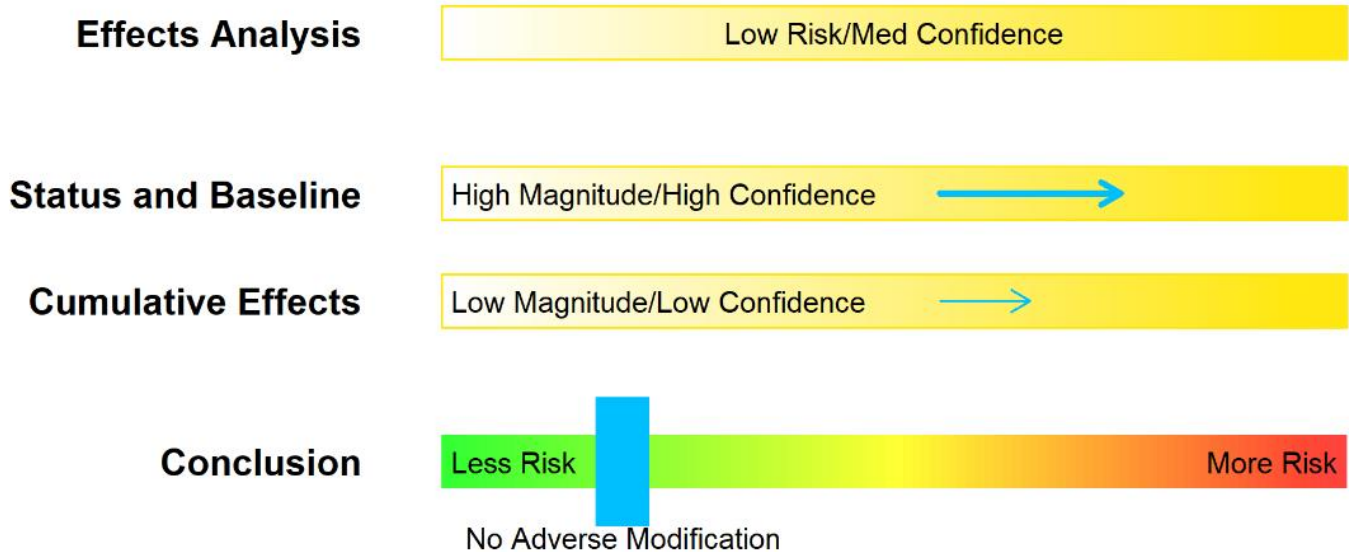 Effects Analysis
Low Risk/Med Confidence
Status and Baseline
High Magnitude/High Confidence
Cumulative Effects
Low Magnitude/Low Confidence
Conclusion
Less Risk
More Risk
No Adverse Modification